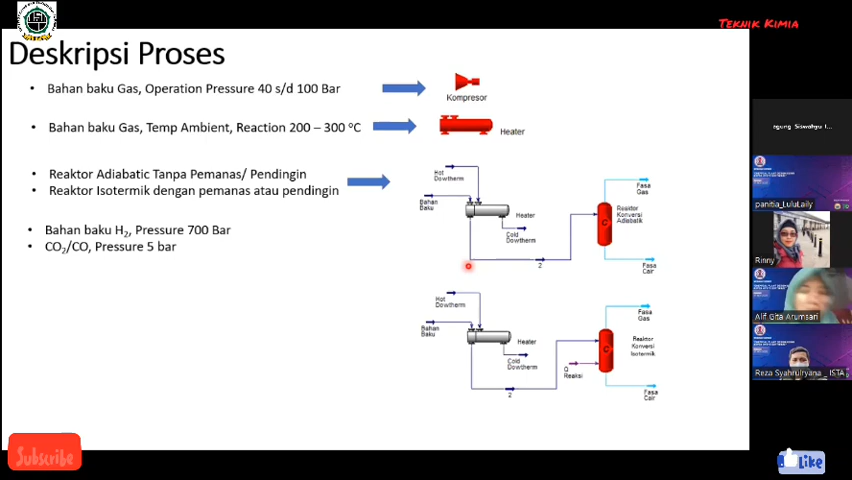 TEKNIK KIMIA
Deskripsi Proses
• Bahan baku Gas, Operation Pressure 40 s/d 100 Bar
Kompresor
• Bahan baku Gas, Temp Ambient, Reaction 200 – 300 °C
Heater
• Reaktor Adiabatic Tanpa Pemanas/ Pendingin
• Reaktor Isotermik dengan pemanas atau pendingin
• Bahan baku H₂, Pressure 700 Bar
• CO₂/CO, Pressure 5 bar
Hot
Dowtherm
Bahan
Baku
Heater
Cold
Dowtherm
2
Fasa
Gas
Reaktor
Konversi
Adiabatik
Fasa
Cair
Hot
Dowtherm
Bahan
Baku
Heater
Cold
Dowtherm
2
Q
Reaksi
Fasa
Gas
Reaktor
Konversi
Isotermik
Fasa
Cair
panitia_LuluLaily
Rinny
Alif Gita Arumsari
Reza Syahrulryana _ ISTA
Subscribe
Like